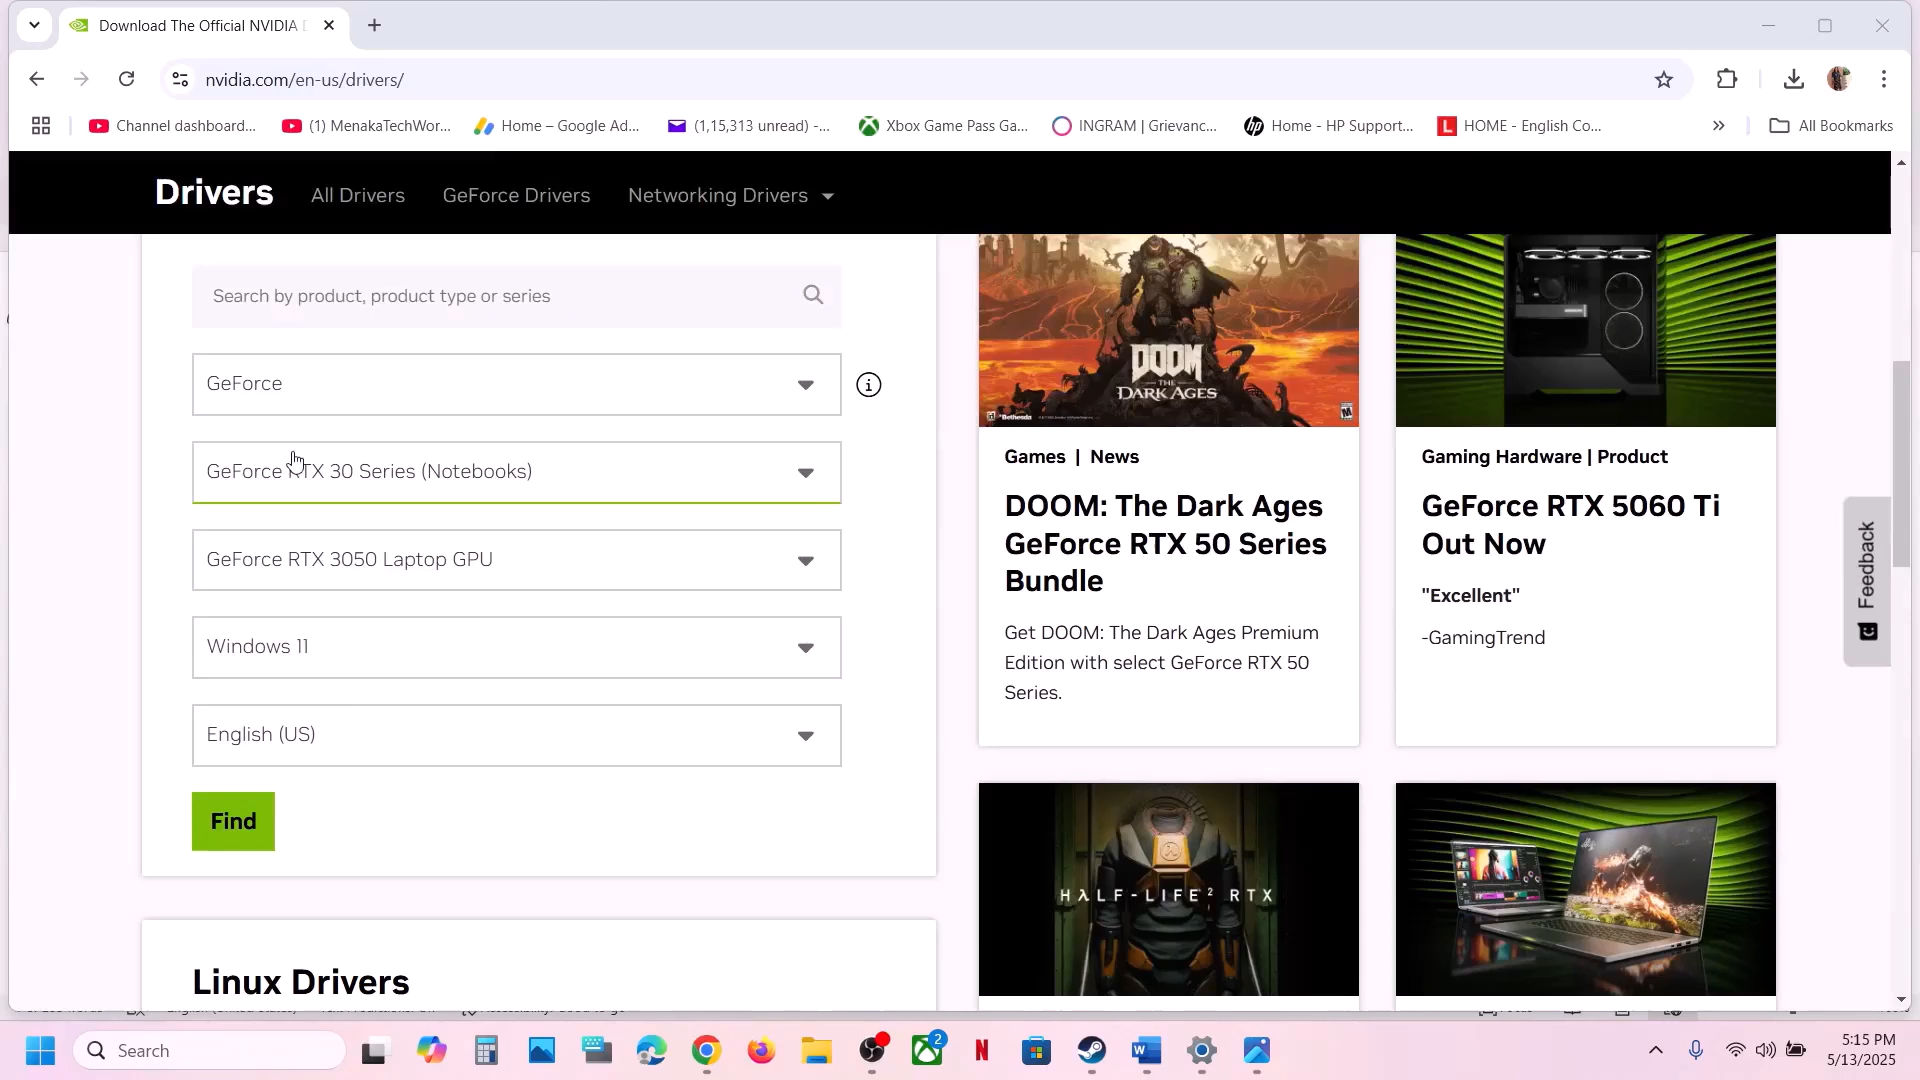 Download The Official NVIDIA D
nvidia.com/en-us/drivers/
Channel dashboard...
(1) MenakaTechWor...
Home – Google Ad...
(1,15,313 unread) -...
Xbox Game Pass Ga...
INGRAM | Grievanc...
hp
Home - HP Support...
L
HOME - English Co...
All Bookmarks
Drivers
All Drivers
GeForce Drivers
Networking Drivers
Search by product, product type or series
GeForce
GeForce RTX 30 Series (Notebooks)
GeForce RTX 3050 Laptop GPU
Windows 11
English (US)
Find
Linux Drivers
DOOM
THE
DARK AGES
Bethesda
M
Games | News
DOOM: The Dark Ages
GeForce RTX 50 Series
Bundle
Get DOOM: The Dark Ages Premium
Edition with select GeForce RTX 50
Series.
Gaming Hardware | Product
GeForce RTX 5060 Ti
Out Now
"Excellent"
-GamingTrend
HΛLF-LIFE² RTX
Feedback
Search
2
N
5:15 PM
5/13/2025